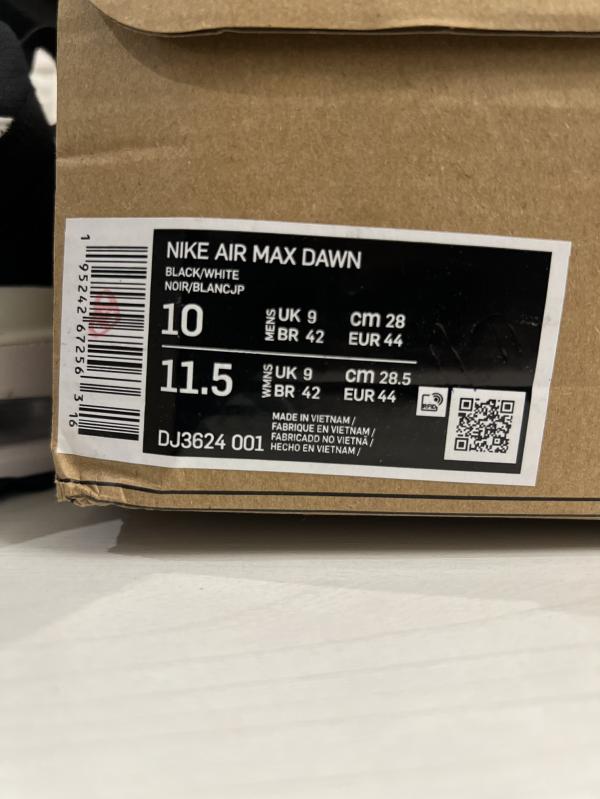 NIKE AIR MAX DAWN
BLACK/WHITE
NOIR/BLANCJP
10 MENS UK 9 cm 28
BR 42 EUR 44
11.5 WMNS UK 9 cm 28.5
BR 42 EUR 44
MADE IN VIETNAM /
FABRIQUE EN VIETNAM /
FABRICADO NO VIETNÃ /
HECHO EN VIETNAM /
DJ3624 001
1 95242 67256 3 16